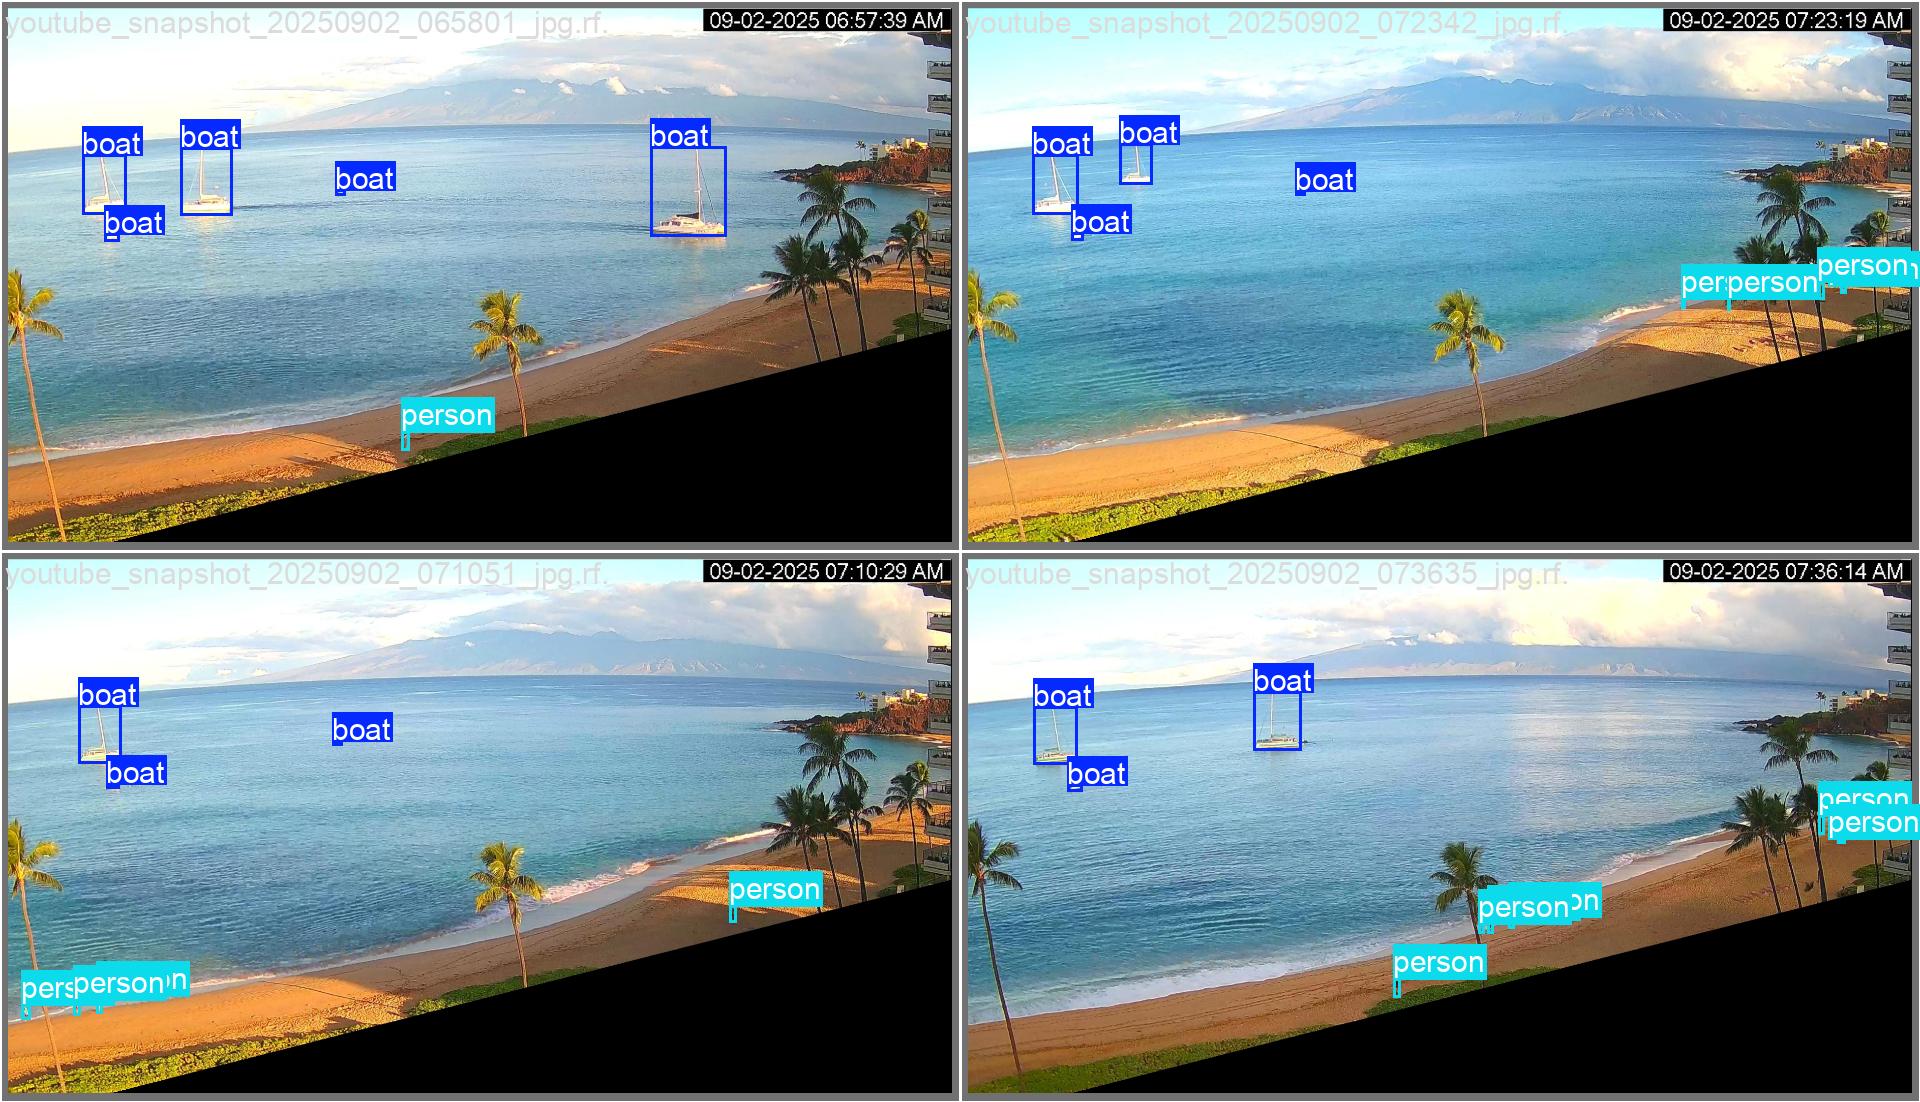 youtube_snapshot_20250902_065801_jpg.rf.
09-02-2025 06:57:39 AM
boat
boat
boat
boat
boat
person
youtube_snapshot_20250902_072342_jpg.rf.
09-02-2025 07:23:19 AM
boat
boat
boat
boat
person
per
person
youtube_snapshot_20250902_071051_jpg.rf.
09-02-2025 07:10:29 AM
boat
boat
boat
person
pers
person
youtube_snapshot_20250902_073635_jpg.rf.
09-02-2025 07:36:14 AM
boat
boat
boat
person
person
person
person